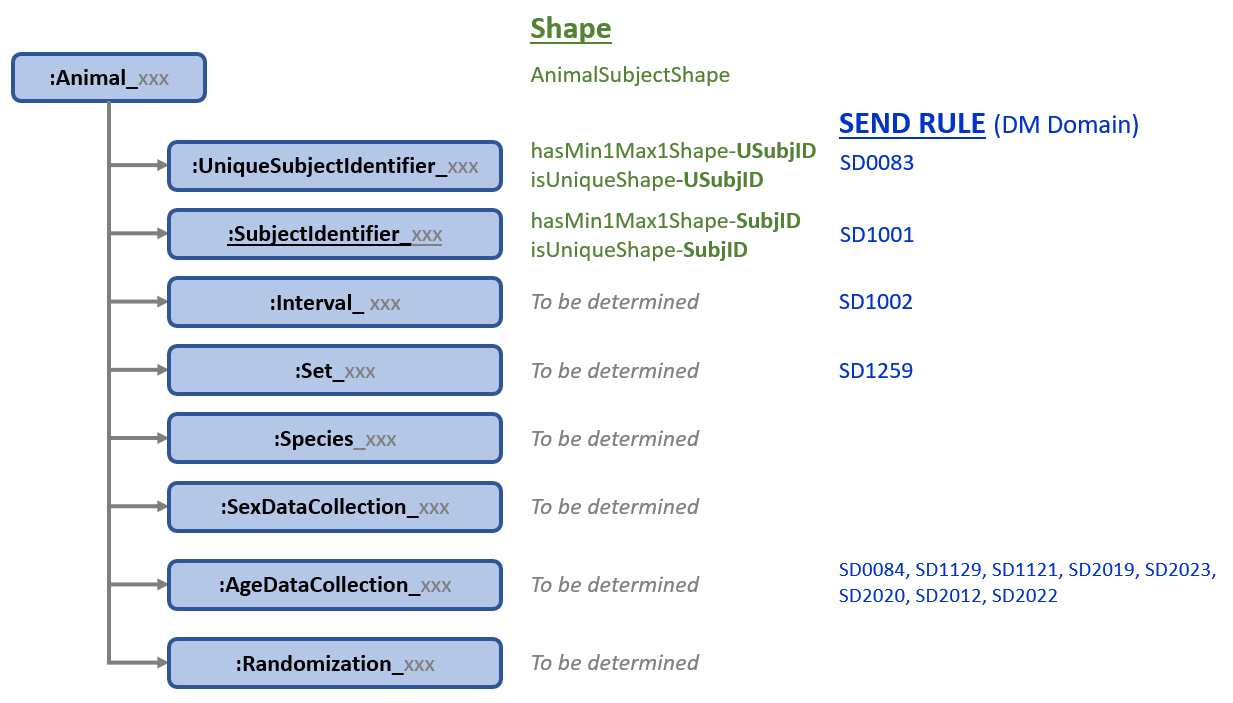 Shape
:Animal_xxx
AnimalSubjectShape
SEND RULE (DM Domain)
:UniqueSubjectIdentifier_xxx
hasMin1Max1Shape-USubjID
isUniqueShape-USubjID
SD0083
:SubjectIdentifier_xxx
hasMin1Max1Shape-SubjID
isUniqueShape-SubjID
SD1001
:Interval_ xxx
To be determined
SD1002
:Set_xxx
To be determined
SD1259
:Species_xxx
To be determined
:SexDataCollection_xxx
To be determined
:AgeDataCollection_xxx
To be determined
SD0084, SD1129, SD1121, SD2019, SD2023,
SD2020, SD2012, SD2022
:Randomization_xxx
To be determined